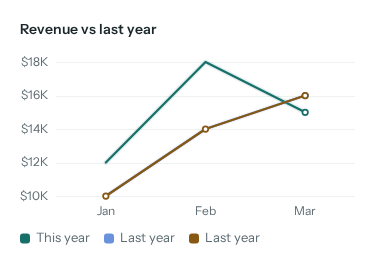 Revenue vs last year
$18K
$16K
$14K
$12K
$10K
Jan Feb Mar
This year Last year Last year